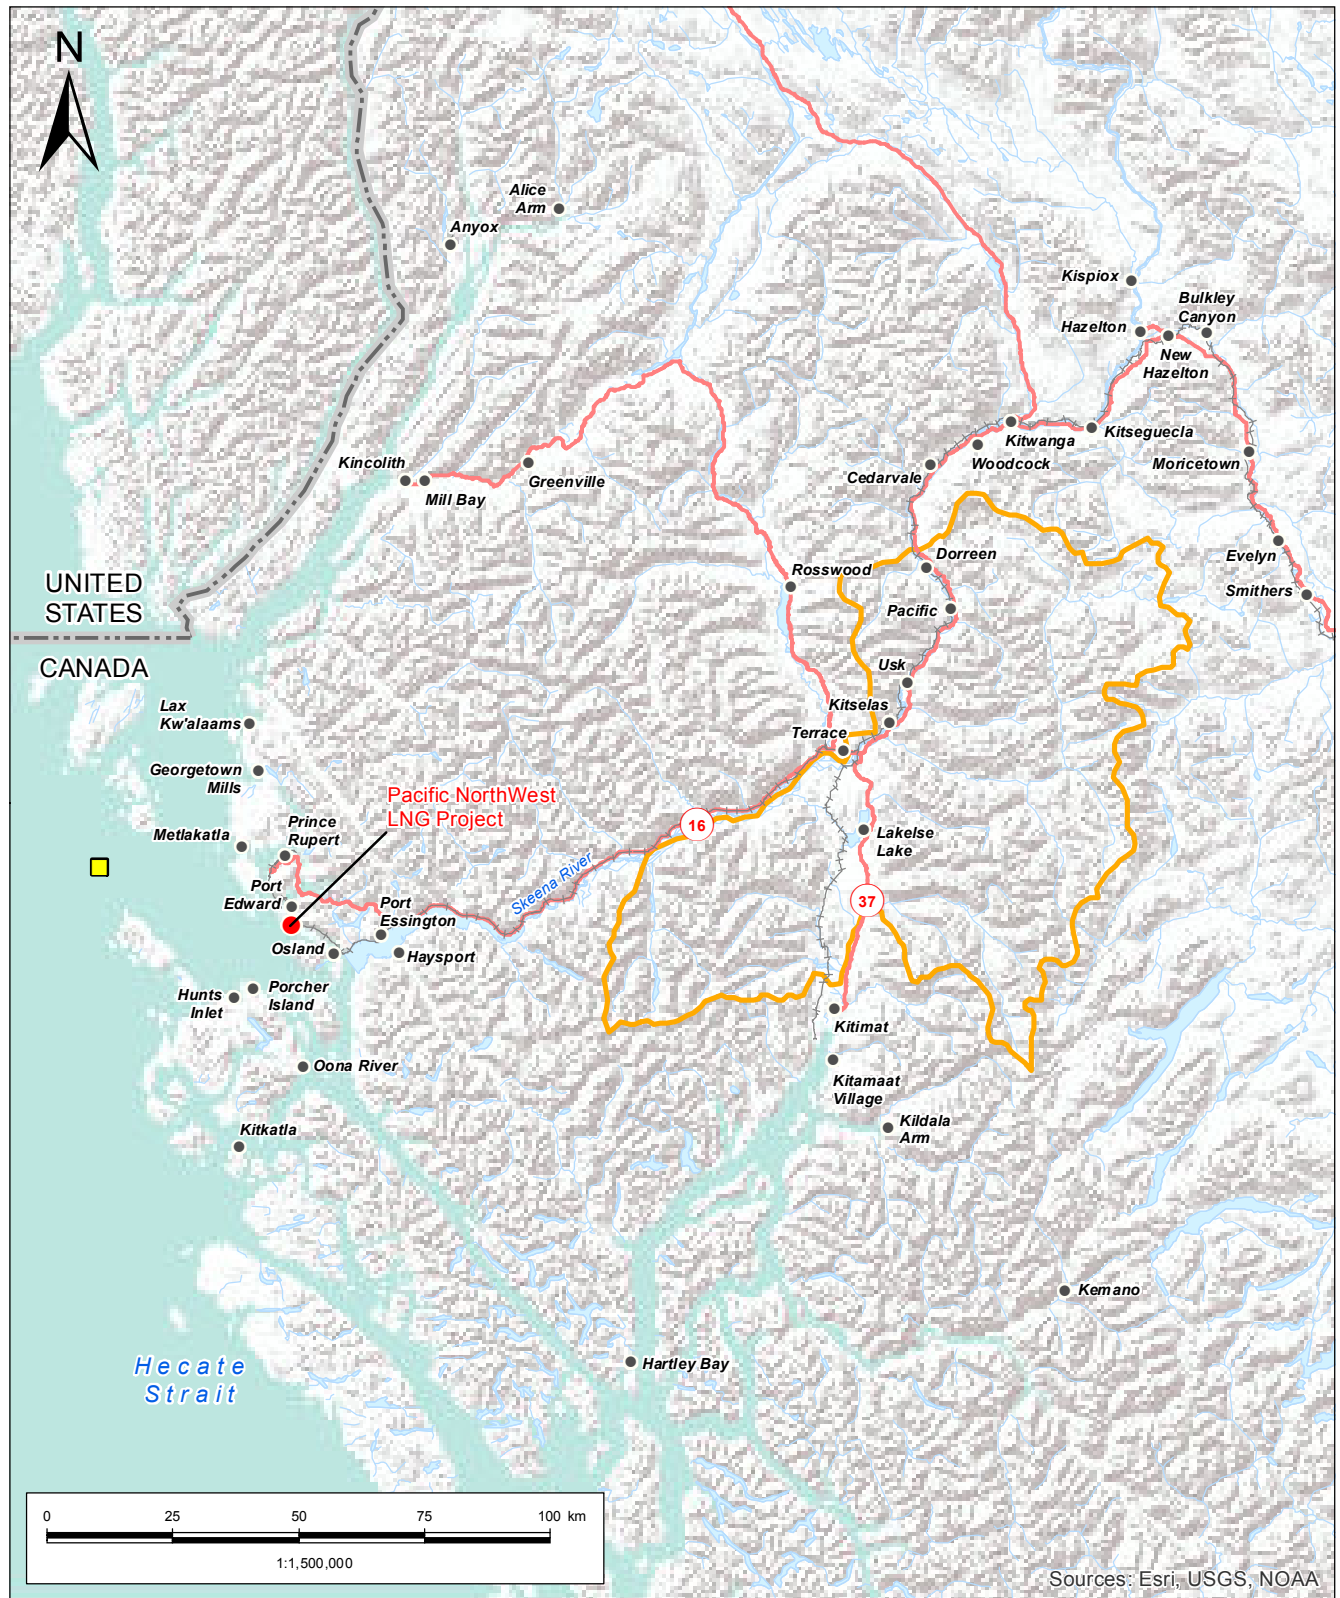 N
Alice
Arm
Anyox
Kispiox
Bulkley
Canyon
Hazelton
New
Hazelton
Kitwanga
Kitseguecla
Woodcock
Moricetown
Cedarvale
Kincolith
Mill Bay
Greenville
Evelyn
Smithers
Dorreen
Rosswood
Pacific
UNITED
STATES
CANADA
Usk
Kitselas
Terrace
Lax
Kw'alaams
Georgetown
Mills
Pacific NorthWest
LNG Project
Metlakatla
Prince
Rupert
16
Lakelse
Lake
Skeena River
Port
Edward
Port
Essington
37
Osland
Haysport
Hunts
Inlet
Porcher
Island
Kitimat
Oona River
Kitamaat
Village
Kildala
Arm
Kitkatla
Kemano
Hartley Bay
Hecate
Strait
0 25 50 75 100 km
1:1,500,000
Sources: Esri, USGS, NOAA